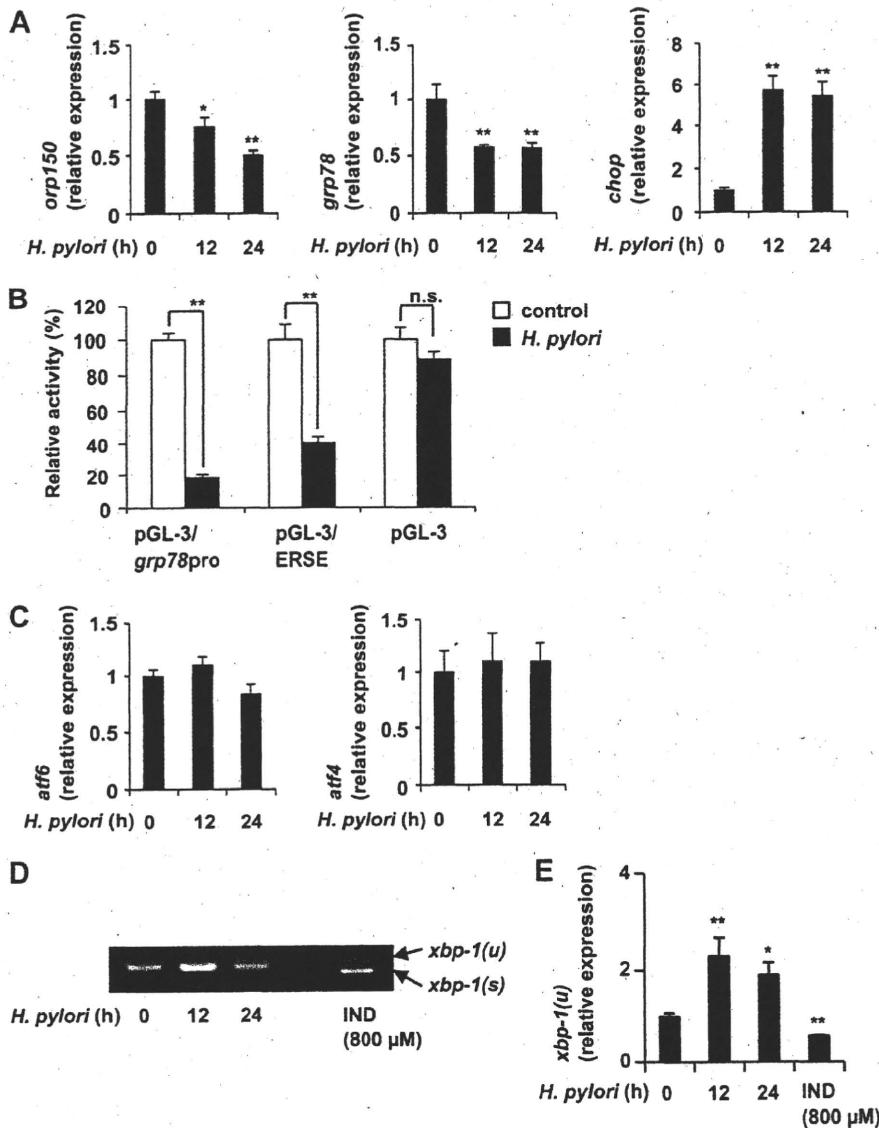 A
orp150
(relative expression)
1.5
1
0.5
0
*
**
H. pylori (h) 0 12 24
grp78
(relative expression)
1.5
1
0.5
0
**
**
H. pylori (h) 0 12 24
chop
(relative expression)
8
6
4
2
0
**
**
H. pylori (h) 0 12 24
B
Relative activity (%)
120
100
80
60
40
20
0
**
**
n.s.
control
H. pylori
pGL-3/
grp78pro
pGL-3/
ERSE
pGL-3
C
atf6
(relative expression)
1.5
1
0.5
0
H. pylori (h) 0 12 24
atf4
(relative expression)
1.5
1
0.5
0
H. pylori (h) 0 12 24
D
xbp-1(u)
xbp-1(s)
H. pylori (h) 0 12 24 IND
(800 µM)
E
xbp-1(u)
(relative expression)
4
2
0
**
*
**
H. pylori (h) 0 12 24 IND
(800 µM)